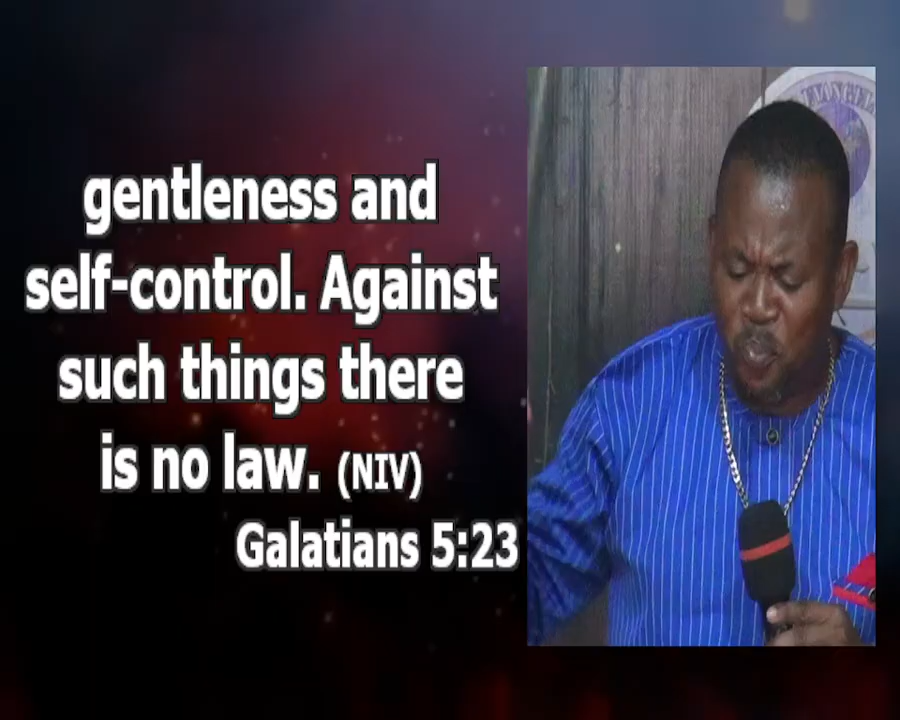 gentleness and
self-control. Against
such things there
is no law. (NIV)
Galatians 5:23